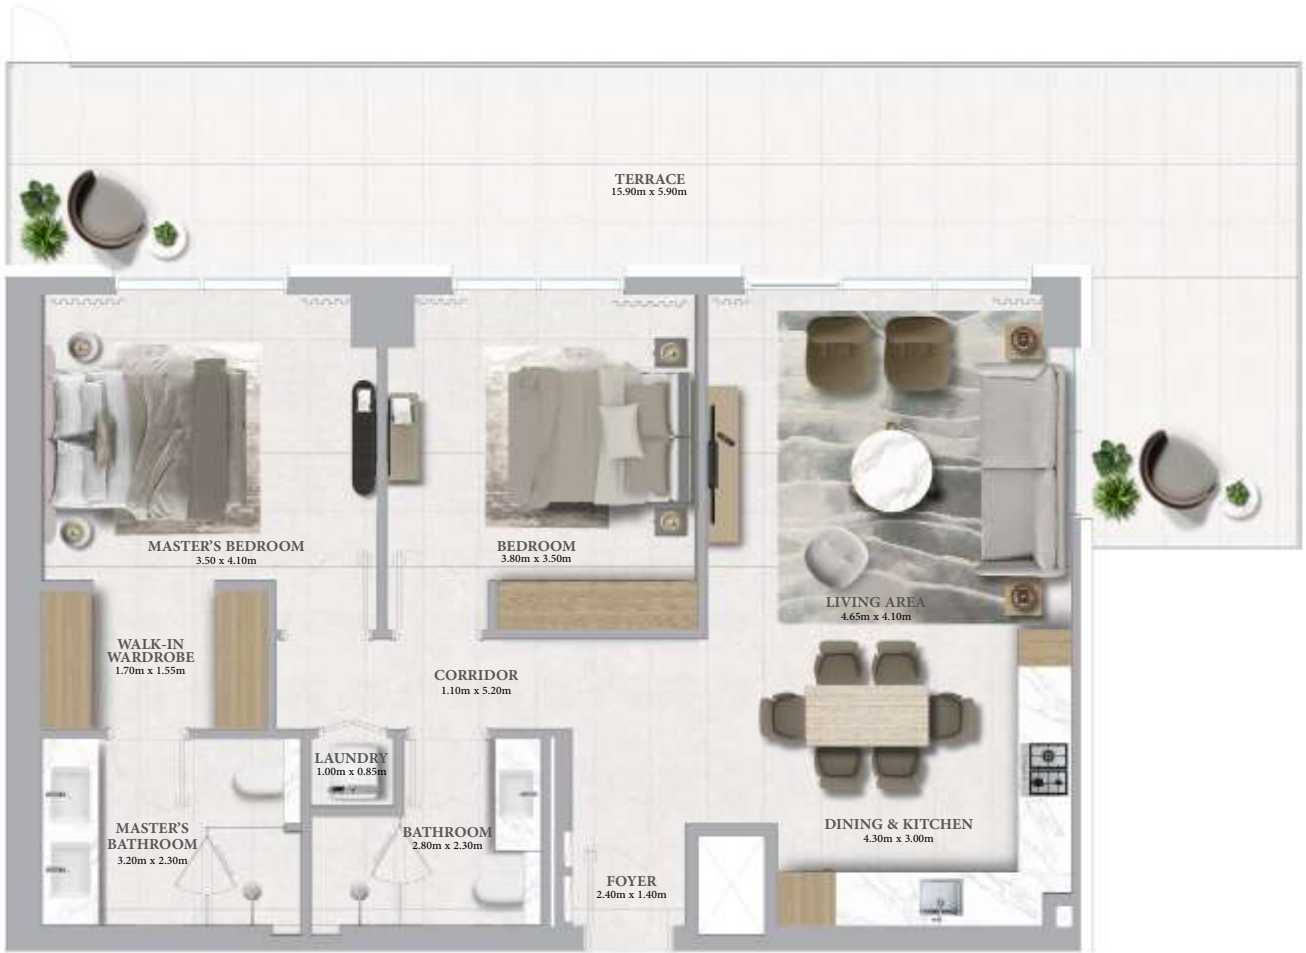 TERRACE
15.90m x 5.90m
MASTER’S BEDROOM
3.50 x 4.10m
BEDROOM
3.80m x 3.50m
LIVING AREA
4.65m x 4.10m
WALK-IN
WARDROBE
1.70m x 1.55m
CORRIDOR
1.10m x 5.20m
LAUNDRY
1.00m x 0.85m
MASTER’S
BATHROOM
3.20m x 2.30m
BATHROOM
2.80m x 2.30m
DINING & KITCHEN
4.30m x 3.00m
FOYER
2.40m x 1.40m